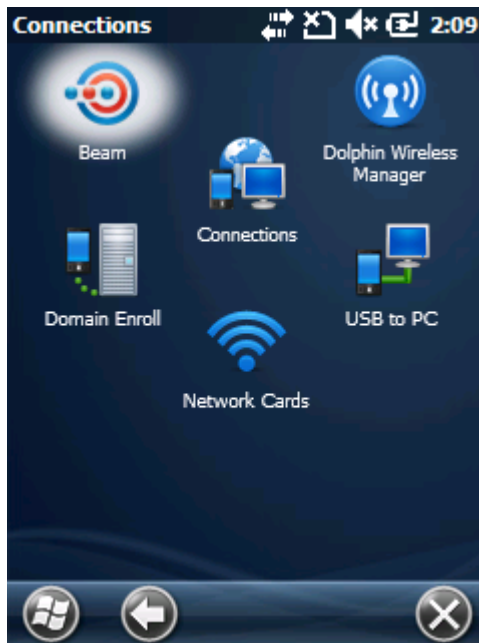 Connections 2:09
Beam
Dolphin Wireless
Manager
Connections
Domain Enroll
USB to PC
Network Cards